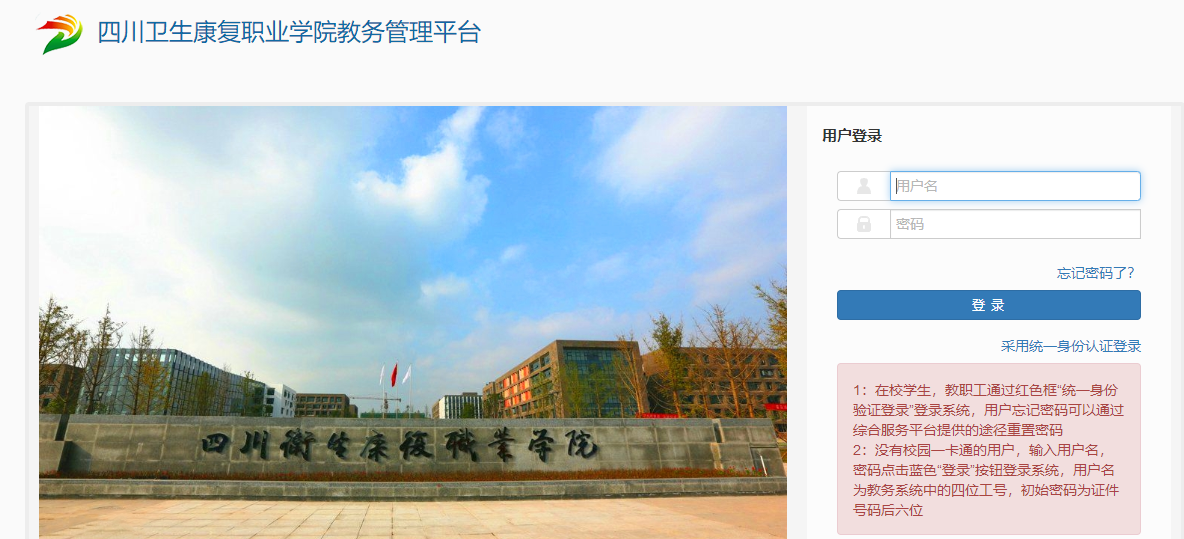 四川卫生康复职业学院教务管理平台
用户登录
用户名
密码
忘记密码了?
登 录
采用统一身份认证登录
1：在校学生，教职工通过红色框“统一身份
验证登录”登录系统，用户忘记密码可以通过
综合服务平台提供的途径重置密码
2：没有校园一卡通的用户，输入用户名，
密码点击蓝色“登录”按钮登录系统，用户名
为教务系统中的四位工号，初始密码为证件
号码后六位
四川衛生康復職業学院